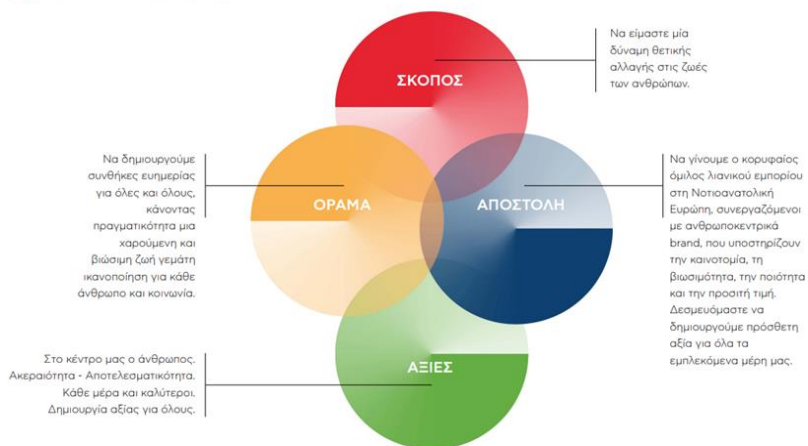 ΣΚΟΠΟΣ
Να είμαστε μία
δύναμη θετικής
αλλαγής στις ζωές
των ανθρώπων.
ΟΡΑΜΑ
Να δημιουργούμε
συνθήκες ευημερίας
για όλες και όλους,
κάνοντας
πραγματικότητα μια
χαρούμενη και
βιώσιμη ζωή γεμάτη
ικανοποίηση για κάθε
άνθρωπο και κοινωνία.
ΑΠΟΣΤΟΛΗ
Να γίνουμε ο κορυφαίος
όμιλος λιανικού εμπορίου
στη Νοτιοανατολική
Ευρώπη, συνεργαζόμενοι
με ανθρωποκεντρικά
brand, που υποστηρίζουν
την καινοτομία, τη
βιωσιμότητα, την ποιότητα
και την προσιτή τιμή.
Δεσμευόμαστε να
δημιουργούμε πρόσθετη
αξία για όλα τα
εμπλεκόμενα μέρη μας.
ΑΞΙΕΣ
Στο κέντρο μας ο άνθρωπος.
Ακεραιότητα - Αποτελεσματικότητα.
Κάθε μέρα και καλύτεροι.
Δημιουργία αξίας για όλους.